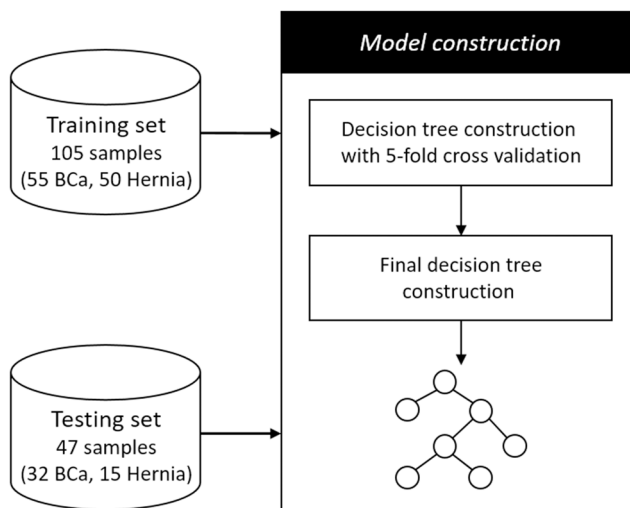 Model construction
Training set
105 samples
(55 BCa, 50 Hernia)
Decision tree construction
with 5-fold cross validation
Final decision tree
construction
Testing set
47 samples
(32 BCa, 15 Hernia)